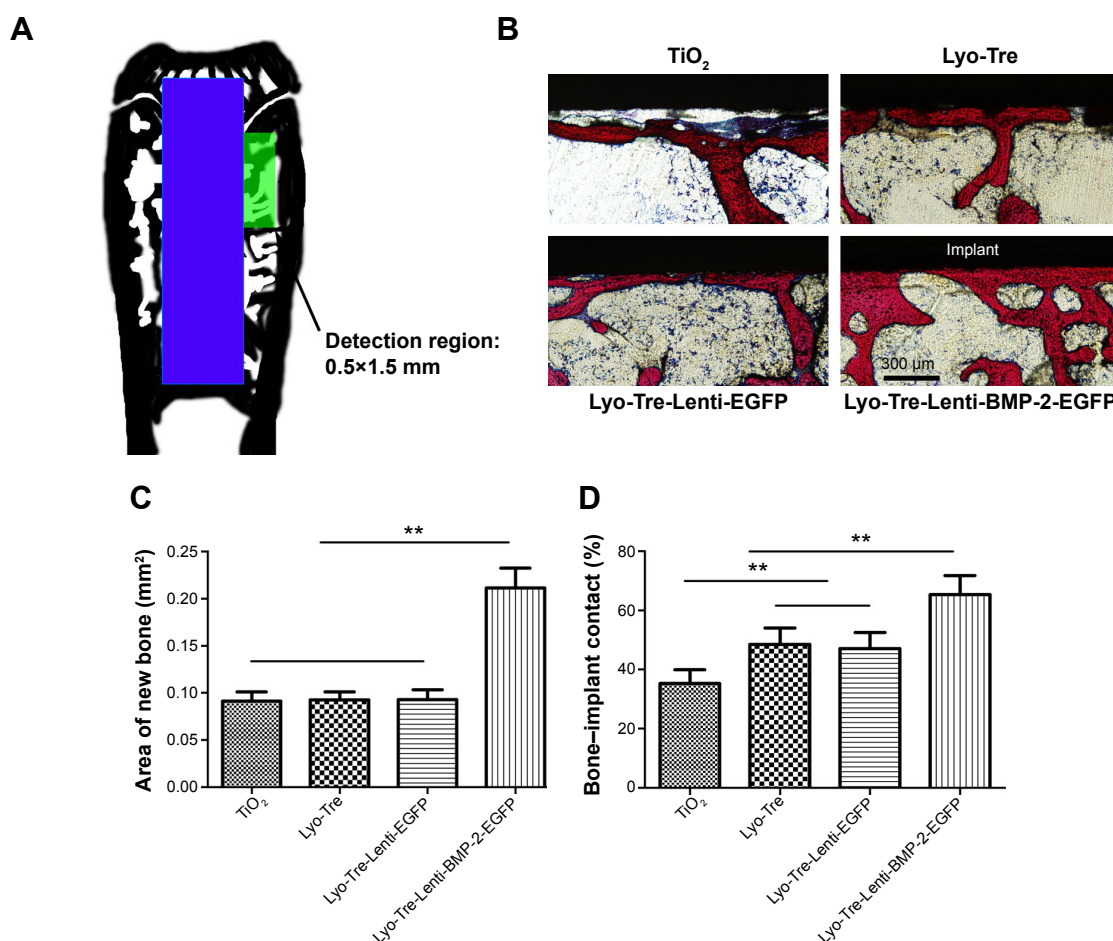 A
Detection region:
0.5×1.5 mm
B
TiO₂
Lyo-Tre
Implant
300 µm
Lyo-Tre-Lenti-EGFP
Lyo-Tre-Lenti-BMP-2-EGFP
C
Area of new bone (mm²)
0.25
0.20
0.15
0.10
0.05
0.00
**
TiO₂
Lyo-Tre
Lyo-Tre-Lenti-EGFP
Lyo-Tre-Lenti-BMP-2-EGFP
D
Bone–implant contact (%)
80
60
40
20
0
**
**
TiO₂
Lyo-Tre
Lyo-Tre-Lenti-EGFP
Lyo-Tre-Lenti-BMP-2-EGFP